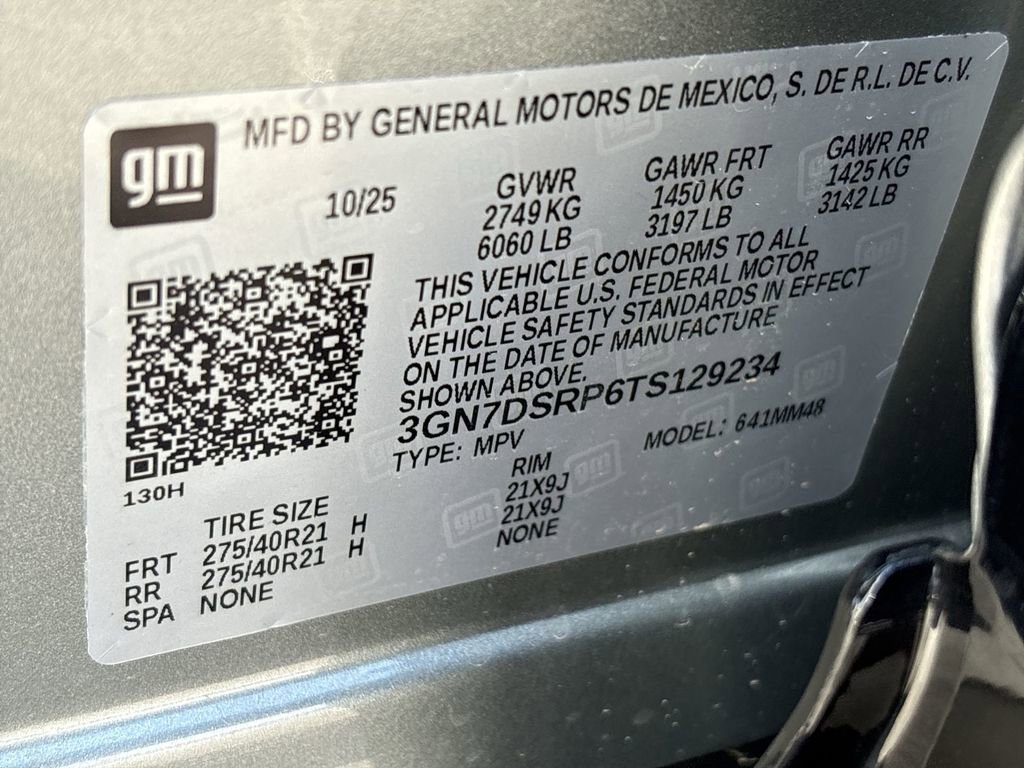 gm
MFD BY GENERAL MOTORS DE MEXICO, S. DE R.L. DE C.V.
10/25
GVWR
2749 KG
6060 LB
GAWR FRT
1450 KG
3197 LB
GAWR RR
1425 KG
3142 LB
THIS VEHICLE CONFORMS TO ALL
APPLICABLE U.S. FEDERAL MOTOR
VEHICLE SAFETY STANDARDS IN EFFECT
ON THE DATE OF MANUFACTURE
SHOWN ABOVE.
3GN7DSRP6TS129234
TYPE: MPV MODEL: 641MM48
130H
TIRE SIZE RIM
FRT 275/40R21 H 21X9J
RR 275/40R21 H 21X9J
SPA NONE NONE